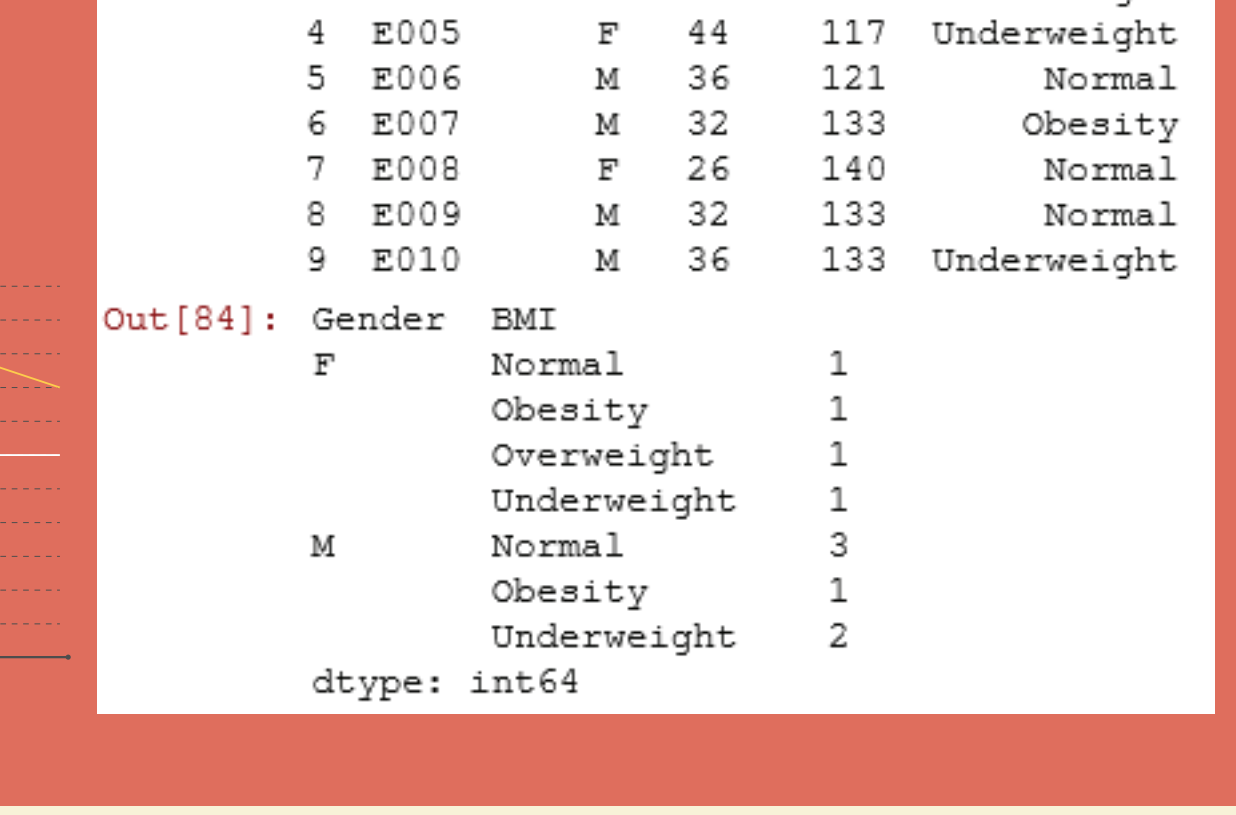 4 E005 F 44 117 Underweight
5 E006 M 36 121 Normal
6 E007 M 32 133 Obesity
7 E008 F 26 140 Normal
8 E009 M 32 133 Normal
9 E010 M 36 133 Underweight
Out[84]: Gender BMI
F Normal 1
Obesity 1
Overweight 1
Underweight 1
M Normal 3
Obesity 1
Underweight 2
dtype: int64